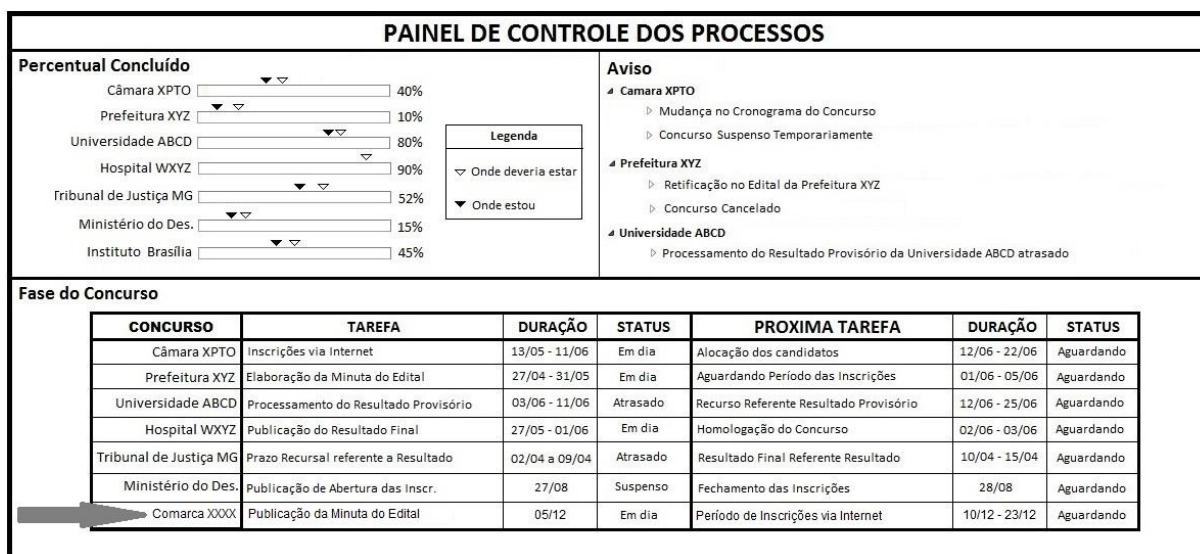 PAINEL DE CONTROLE DOS PROCESSOS
Percentual Concluído
Câmara XPTO 40%
Prefeitura XYZ 10%
Universidade ABCD 80%
Hospital WXYZ 90%
Tribunal de Justiça MG 52%
Ministério do Des. 15%
Instituto Brasília 45%
Legenda
Onde deveria estar
Onde estou
Aviso
Camara XPTO
Mudança no Cronograma do Concurso
Concurso Suspenso Temporariamente
Prefeitura XYZ
Retificação no Edital da Prefeitura XYZ
Concurso Cancelado
Universidade ABCD
Processamento do Resultado Provisório da Universidade ABCD atrasado
Fase do Concurso
CONCURSO TAREFA DURAÇÃO STATUS PROXIMA TAREFA DURAÇÃO STATUS
Câmara XPTO Inscrições via Internet 13/05 - 11/06 Em dia Alocação dos candidatos 12/06 - 22/06 Aguardando
Prefeitura XYZ Elaboração da Minuta do Edital 27/04 - 31/05 Em dia Aguardando Período das Inscrições 01/06 - 05/06 Aguardando
Universidade ABCD Processamento do Resultado Provisório 03/06 - 11/06 Atrasado Recurso Referente Resultado Provisório 12/06 - 25/06 Aguardando
Hospital WXYZ Publicação do Resultado Final 27/05 - 01/06 Em dia Homologação do Concurso 02/06 - 03/06 Aguardando
Tribunal de Justiça MG Prazo Recursal referente a Resultado 02/04 a 09/04 Atrasado Resultado Final Referente Resultado 10/04 - 15/04 Aguardando
Ministério do Des. Publicação de Abertura das Inscr. 27/08 Suspenso Fechamento das Inscrições 28/08 Aguardando
Comarca XXXX Publicação da Minuta do Edital 05/12 Em dia Período de Inscrições via Internet 10/12 - 23/12 Aguardando